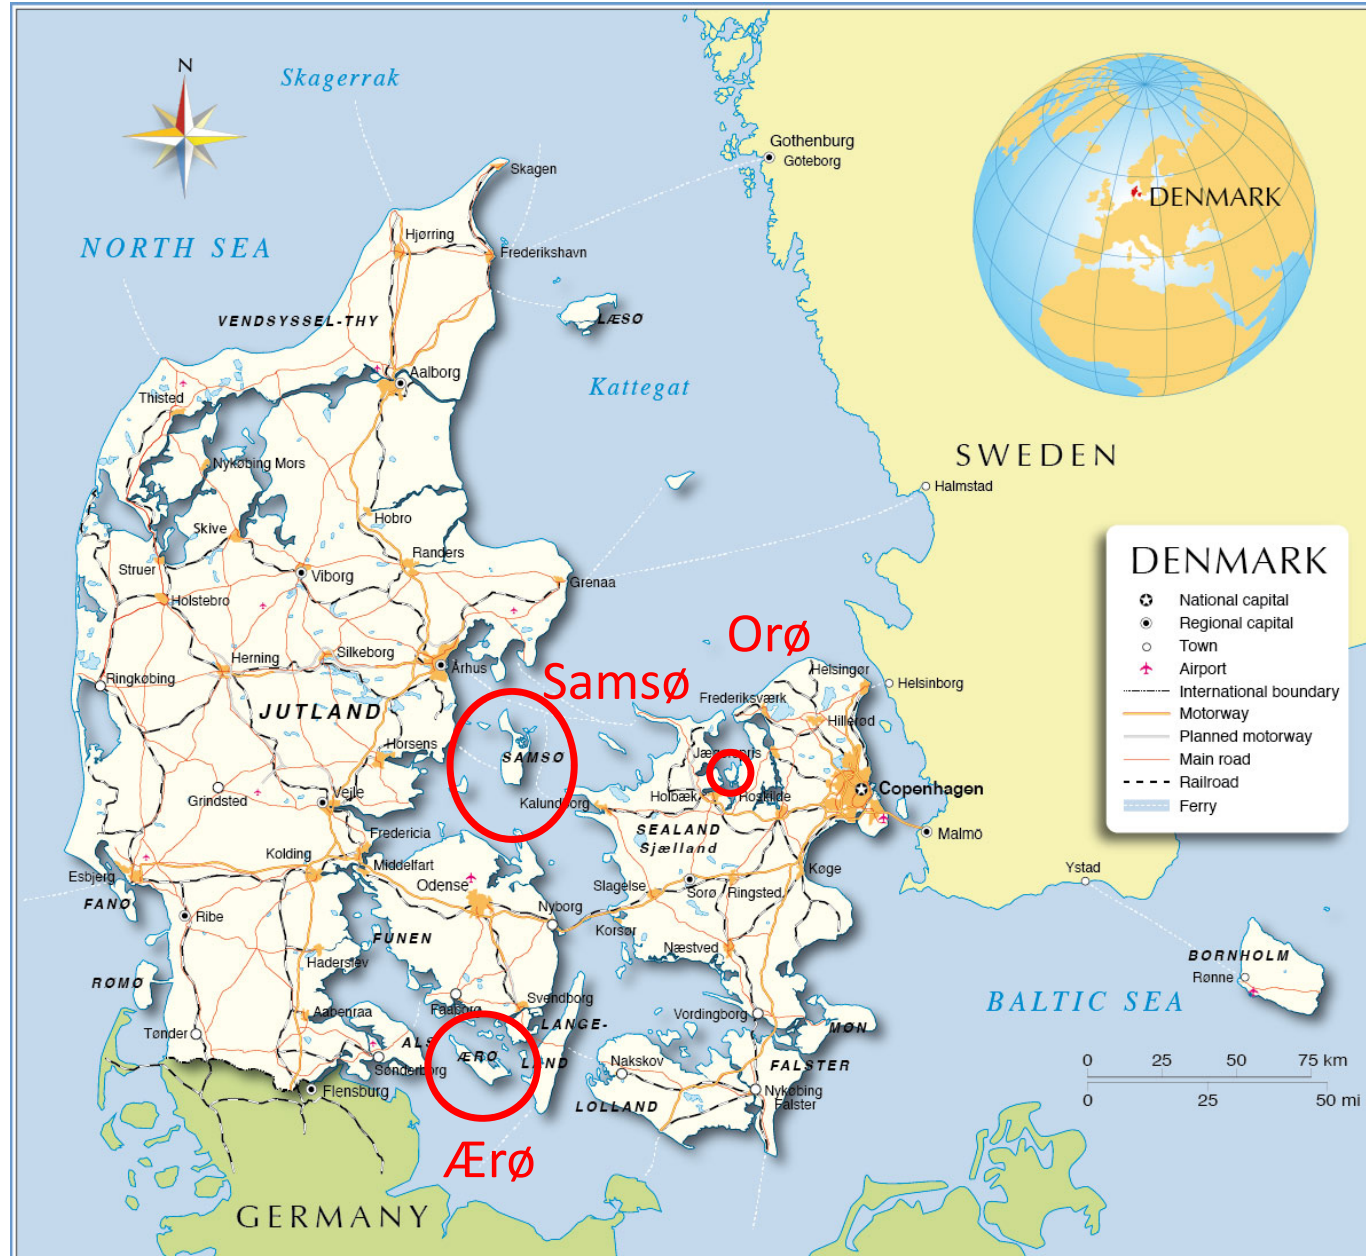 N
Skagerrak
Gothenburg
Göteborg
Skagen
DENMARK
NORTH SEA
Hjørring
Frederikshavn
VENDSYSSEL-THY
LÆSØ
Aalborg
Kattegat
Thisted
SWEDEN
Nykøbing Mors
Halmstad
Hobro
Skive
Randers
Struer
Viborg
Grenaa
Holstebro
DENMARK
National capital
Regional capital
Town
Airport
International boundary
Motorway
Planned motorway
Main road
Railroad
Ferry
Orø
Samsø
Herning
Silkeborg
Århus
Helsingør
Helsinborg
Ringkøbing
Frederiksværk
Hillerød
JUTLAND
Horsens
SAMSØ
Jægerspris
Grindsted
Vejle
Kalundborg
Holbæk
Roskilde
Copenhagen
Malmö
SEALAND
Sjælland
Fredericia
Kolding
Middelfart
Køge
Ystad
Esbjerg
Odense
Slagelse
Sorø
Ringsted
FANØ
Ribe
Nyborg
Korsør
FUNEN
Næstved
Haderslev
BORNHOLM
Rønne
RØMØ
Svendborg
Faaborg
Aabenraa
Vordingborg
BALTIC SEA
Tønder
ALS
LANGE-
LAND
MØN
ÆRØ
Sønderborg
Nakskov
FALSTER
0 25 50 75 km
0 25 50 mi
Flensburg
LOLLAND
Nykøbing
Falster
Ærø
GERMANY